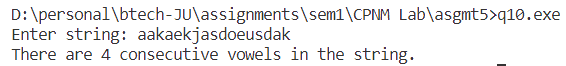 D:\personal\btech-JU\assignments\sem1\CPNM Lab\asgmt5>q10.exe
Enter string: aakaekjasdoeusdak
There are 4 consecutive vowels in the string.